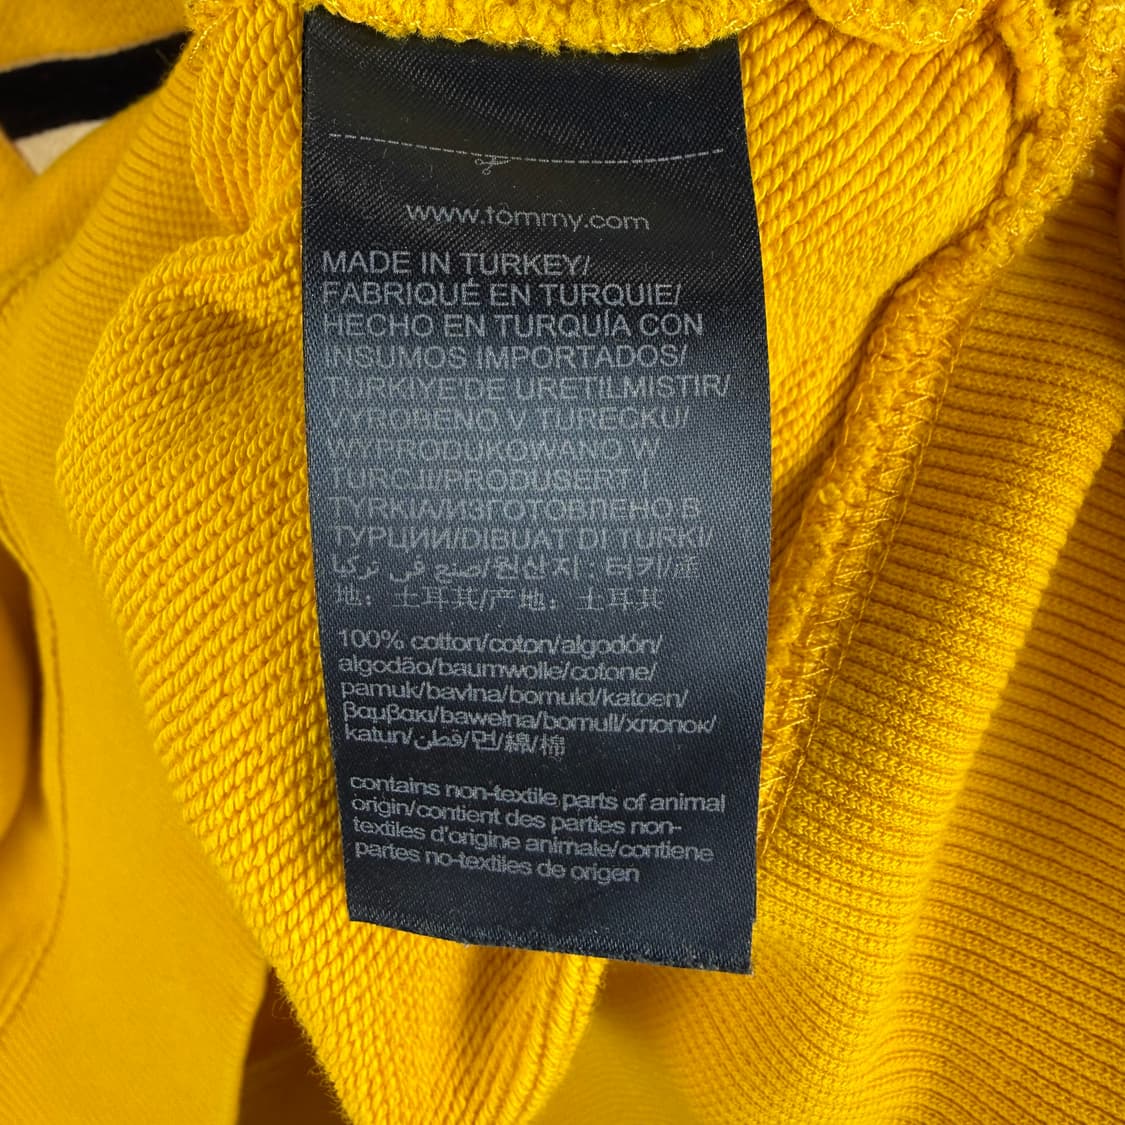 www.tommy.com
MADE IN TURKEY/
FABRIQUÉ EN TURQUIE/
HECHO EN TURQUÍA CON
INSUMOS IMPORTADOS/
TURKIYE'DE URETILMISTIR/
VYROBENO V TURECKU/
WYPRODUKOWANO W
TURCJI/PRODUSERT I
TYRKIA/ИЗГОТОВЛЕНО В
ТУРЦИИ/DIBUAT DI TURKI/
صنع في تركيا/원산지: 터키/產
地：土耳其/产地：土耳其
100% cotton/coton/algodón/
algodão/baumwolle/cotone/
pamuk/bavlna/bomuld/katoen/
βαμβακι/bawełna/bomull/хлопок/
katun/قطن/면/綿/棉
contains non-textile parts of animal
origin/contient des parties non-
textiles d'origine animale/contiene
partes no-textiles de origen